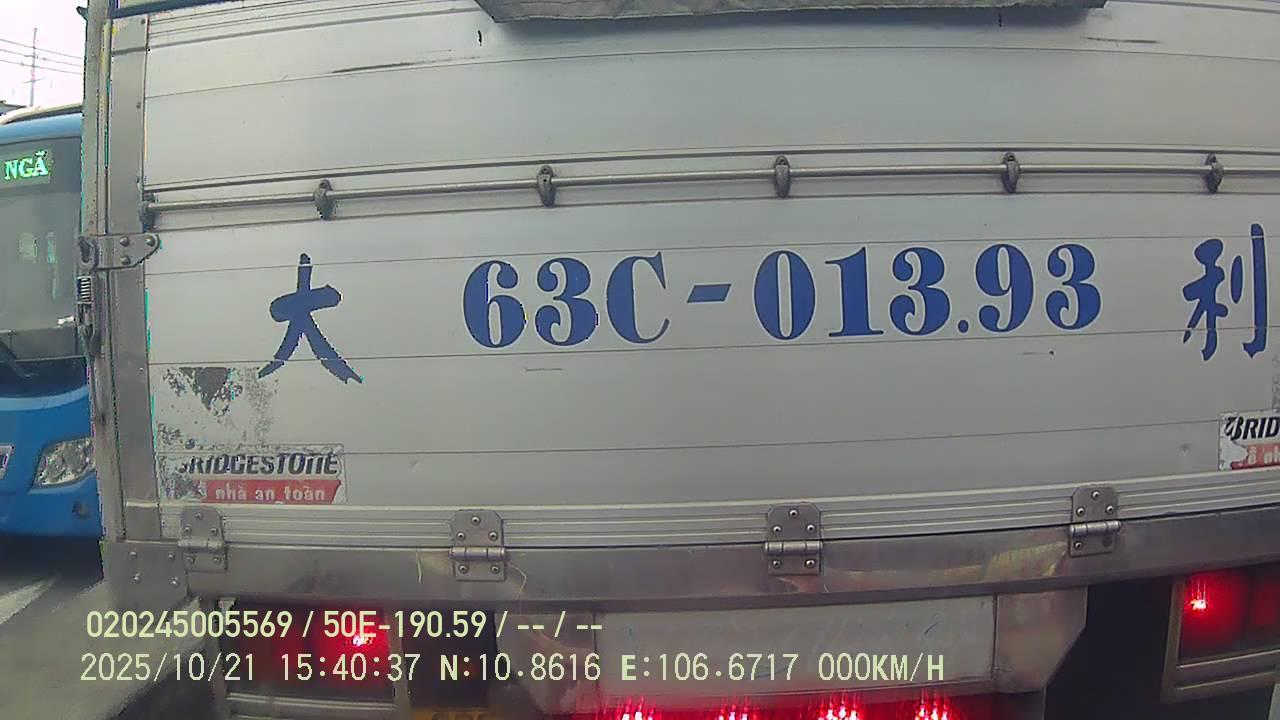 NGÃ
大 63C-013.93 利
BRIDGESTONE
nhà an toàn
BRID
020245005569 / 50E-190.59 / -- / --
2025/10/21 15:40:37 N:10.8616 E:106.6717 000KM/H